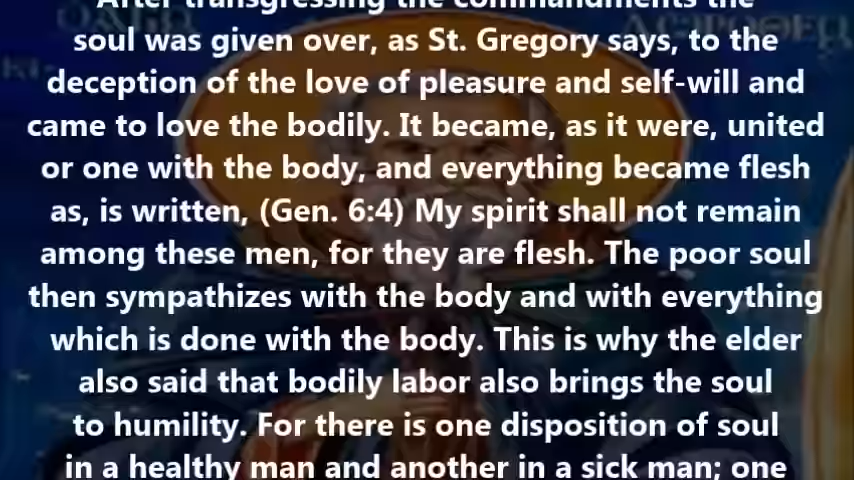 After transgressing the commandments the
soul was given over, as St. Gregory says, to the
deception of the love of pleasure and self-will and
came to love the bodily. It became, as it were, united
or one with the body, and everything became flesh
as, is written, (Gen. 6:4) My spirit shall not remain
among these men, for they are flesh. The poor soul
then sympathizes with the body and with everything
which is done with the body. This is why the elder
also said that bodily labor also brings the soul
to humility. For there is one disposition of soul
in a healthy man and another in a sick man; one